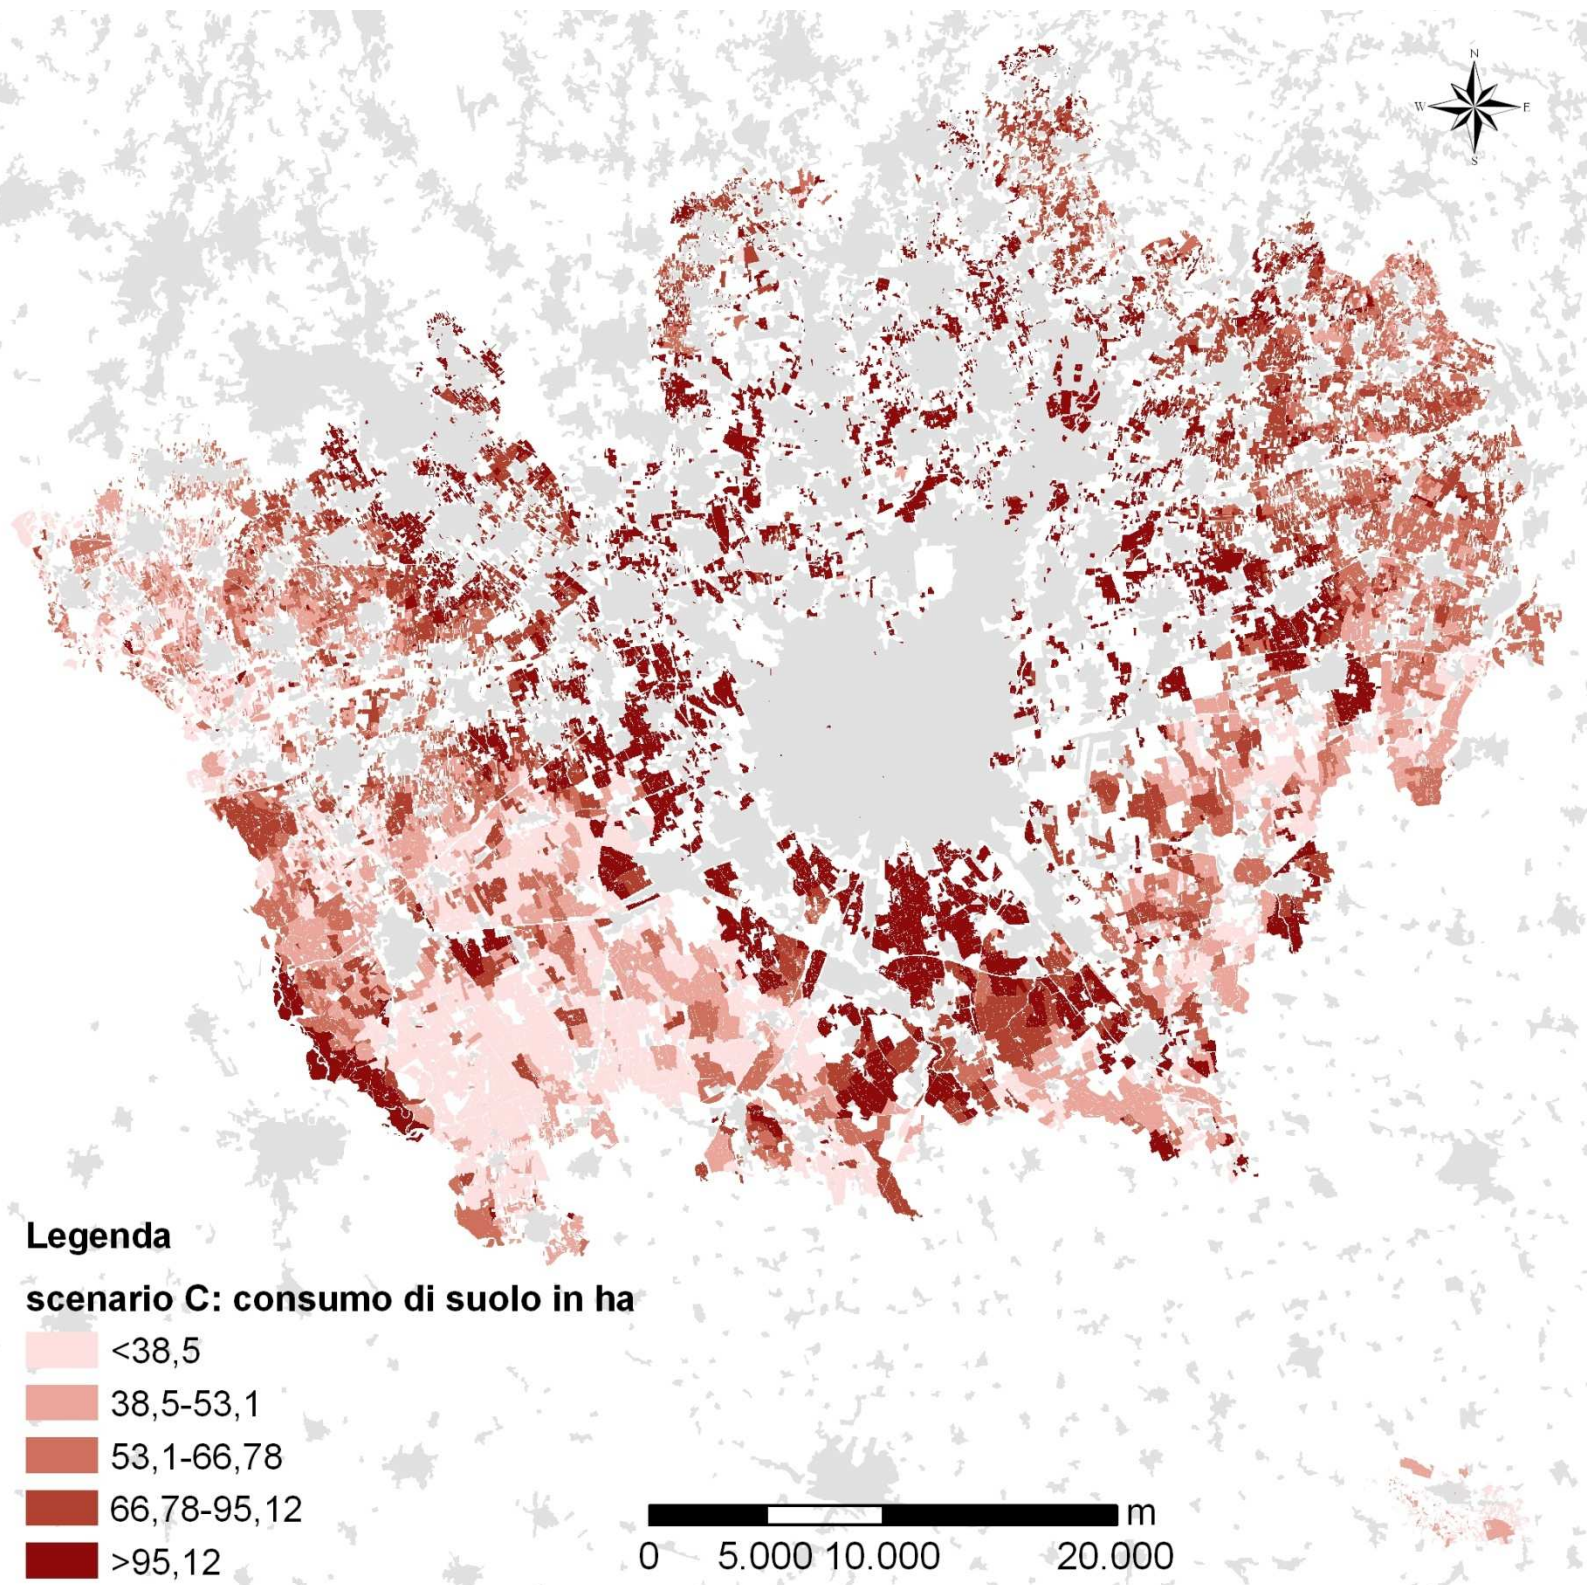 N
W E
S
Legenda
scenario C: consumo di suolo in ha
<38,5
38,5-53,1
53,1-66,78
66,78-95,12
>95,12
m
0 5.000 10.000 20.000